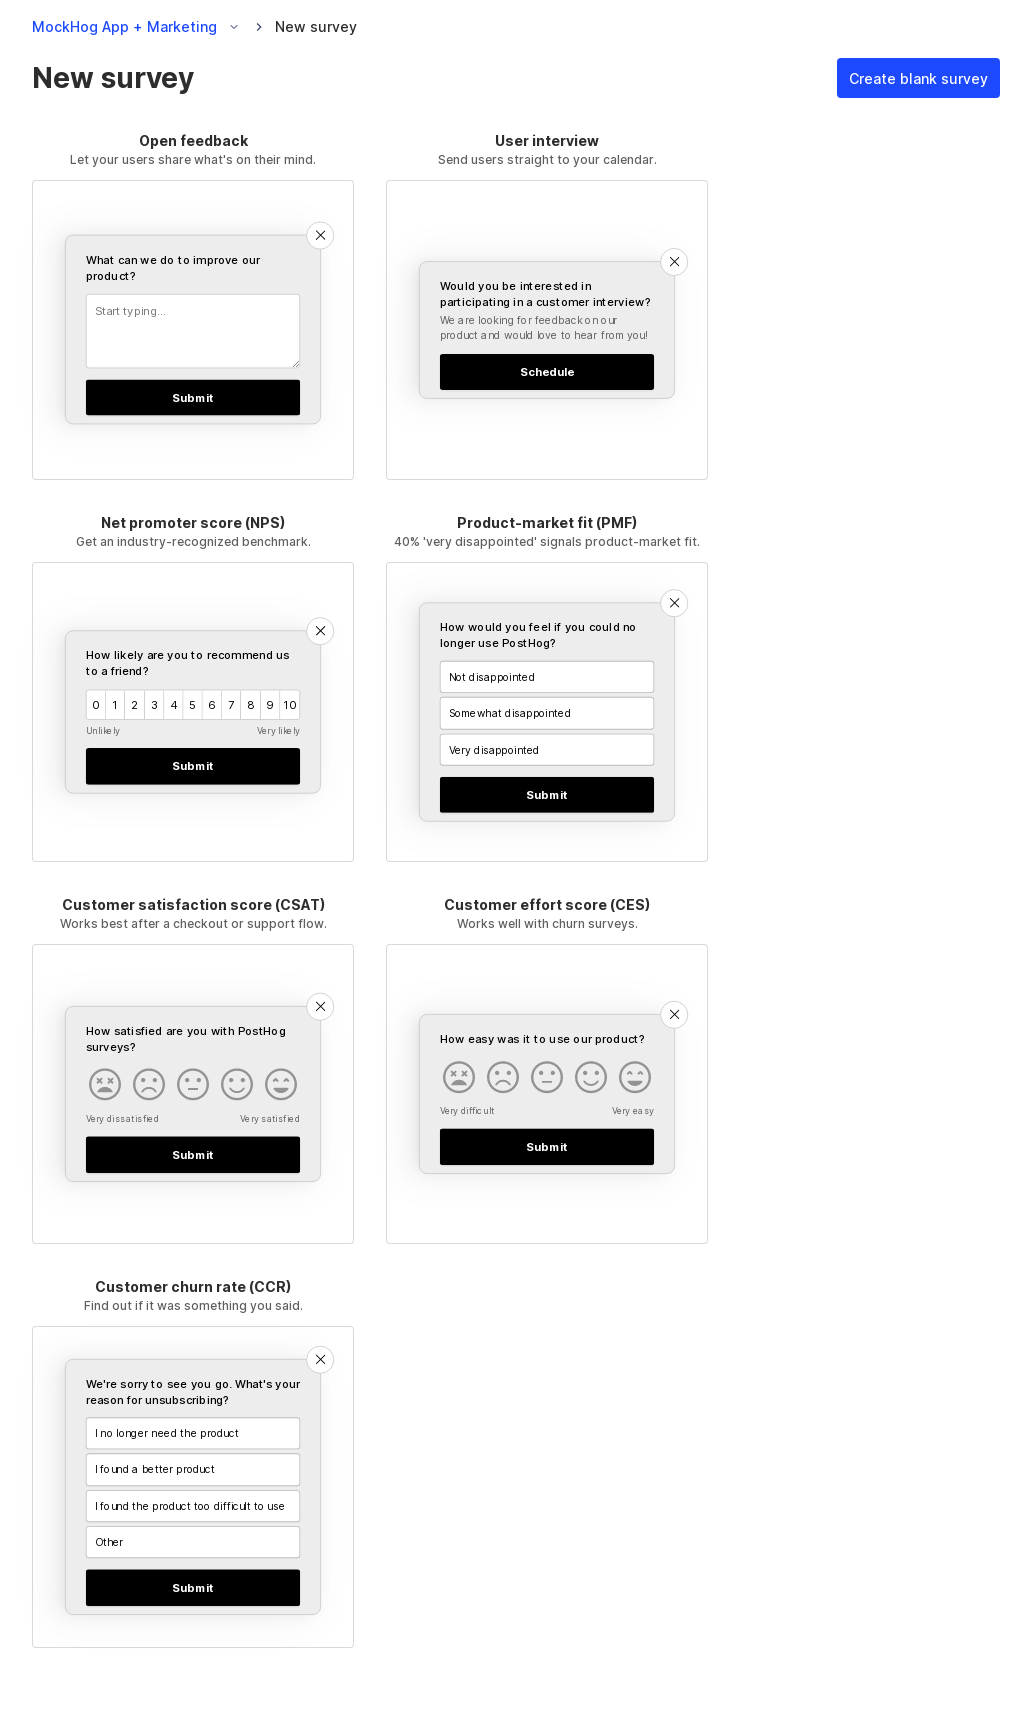 MockHog App + Marketing
New survey
New survey
Create blank survey
Open feedback
Let your users share what's on their mind.
What can we do to improve our
product?
Start typing...
Submit
User interview
Send users straight to your calendar.
Would you be interested in
participating in a customer interview?
We are looking for feedback on our
product and would love to hear from you!
Schedule
Net promoter score (NPS)
Get an industry-recognized benchmark.
How likely are you to recommend us
to a friend?
0 1 2 3 4 5 6 7 8 9 10
Unlikely Very likely
Submit
Product-market fit (PMF)
40% 'very disappointed' signals product-market fit.
How would you feel if you could no
longer use PostHog?
Not disappointed
Somewhat disappointed
Very disappointed
Submit
Customer satisfaction score (CSAT)
Works best after a checkout or support flow.
How satisfied are you with PostHog
surveys?
Very dissatisfied Very satisfied
Submit
Customer effort score (CES)
Works well with churn surveys.
How easy was it to use our product?
Very difficult Very easy
Submit
Customer churn rate (CCR)
Find out if it was something you said.
We're sorry to see you go. What's your
reason for unsubscribing?
I no longer need the product
I found a better product
I found the product too difficult to use
Other
Submit